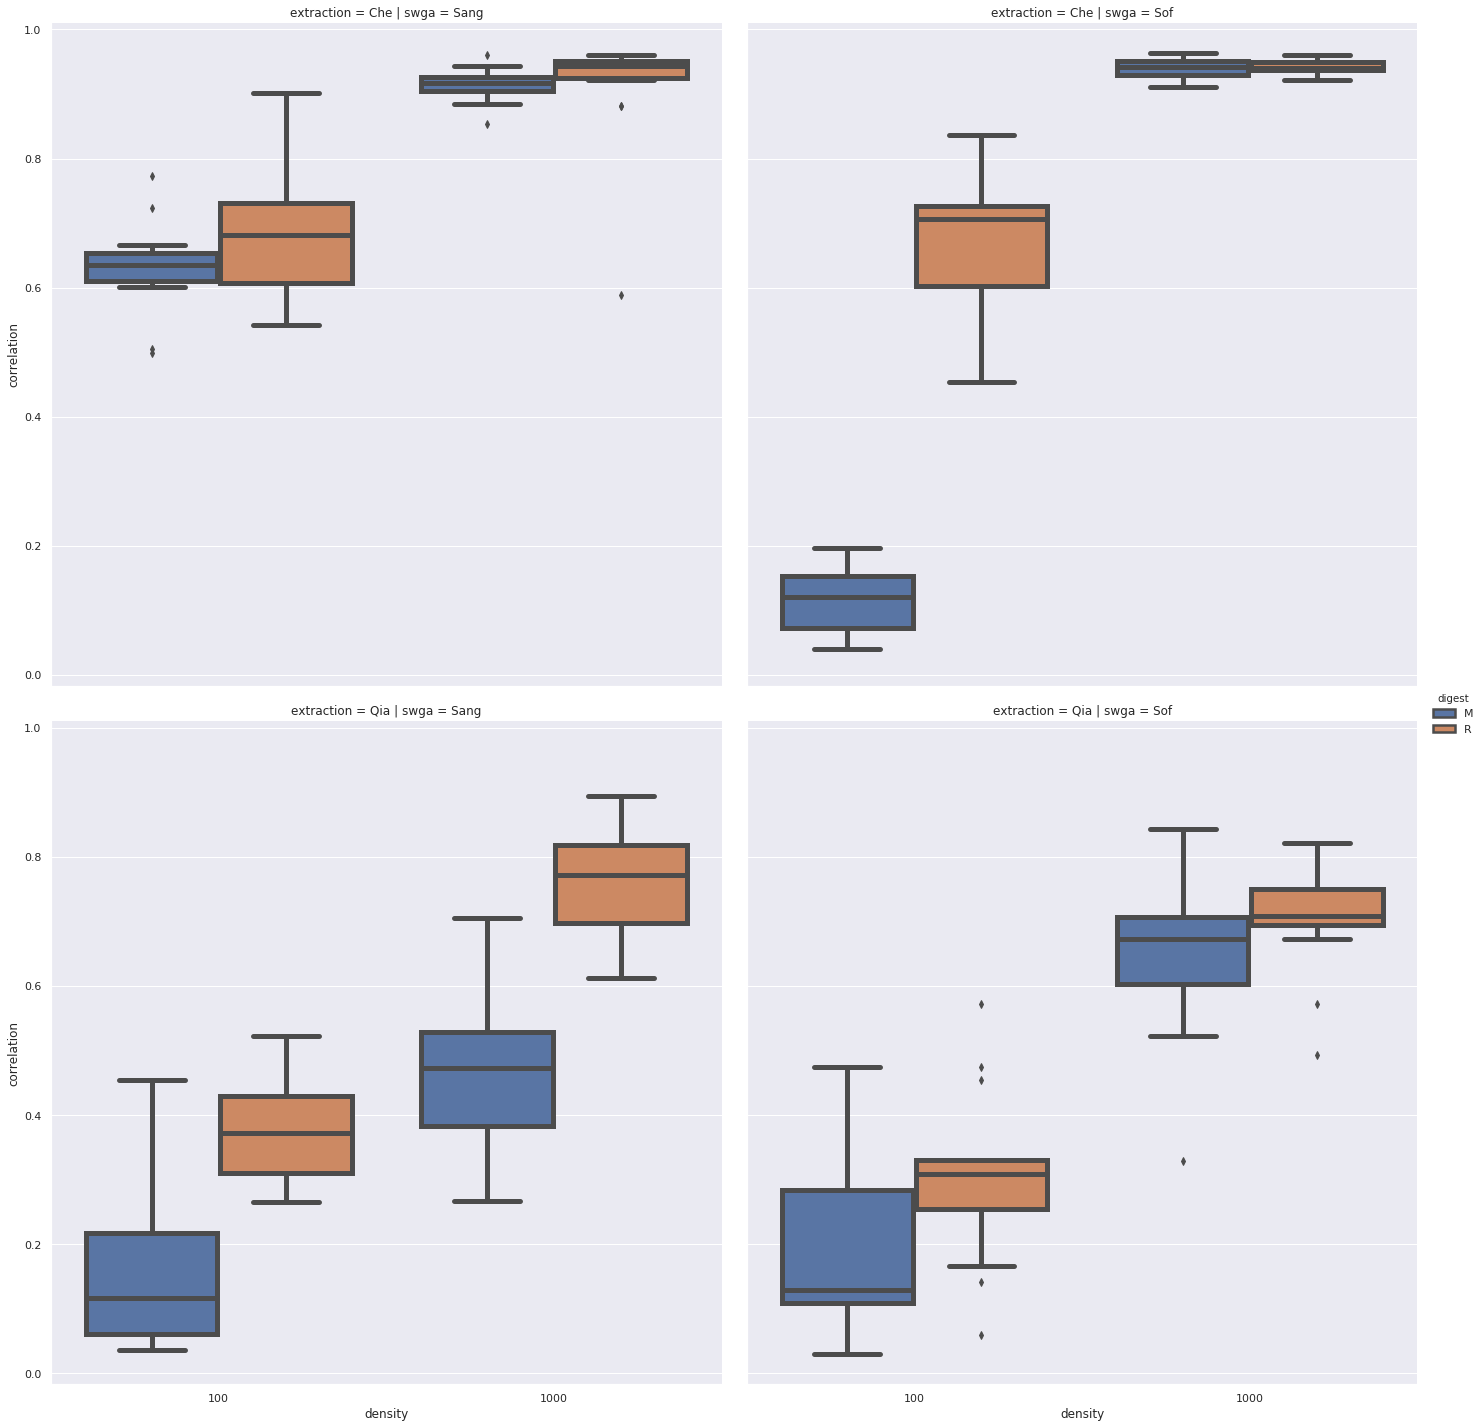 extraction = Che | swga = Sang
extraction = Che | swga = Sof
1.0
0.8
0.6
0.4
0.2
0.0
correlation
extraction = Qia | swga = Sang
extraction = Qia | swga = Sof
1.0
0.8
0.6
0.4
0.2
0.0
correlation
100
1000
density
100
1000
density
digest
M
R